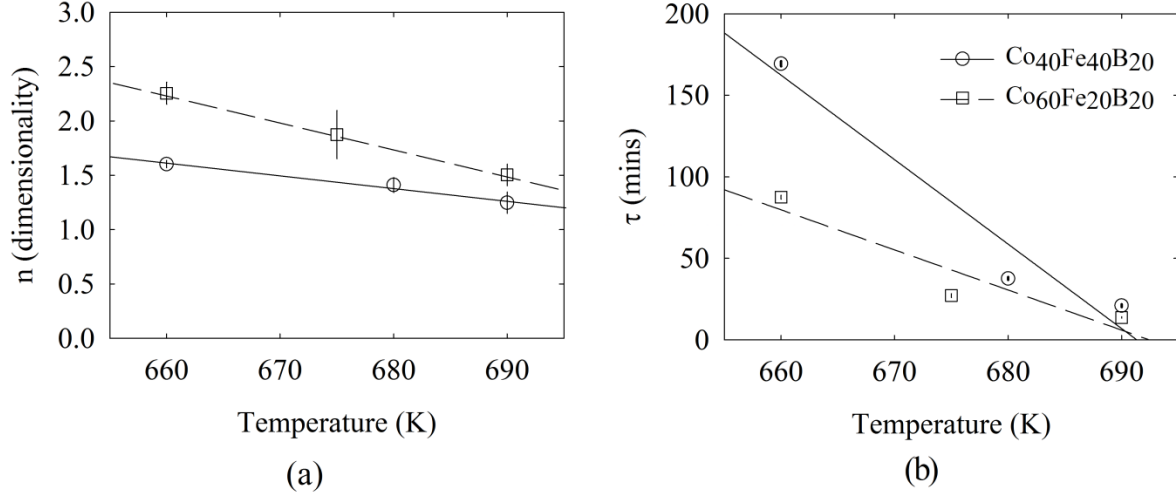 3.0
2.5
2.0
1.5
1.0
0.5
0.0
n (dimensionality)
660 670 680 690
Temperature (K)
(a)
200
150
100
50
0
τ (mins)
Co40Fe40B20
Co60Fe20B20
660 670 680 690
Temperature (K)
(b)